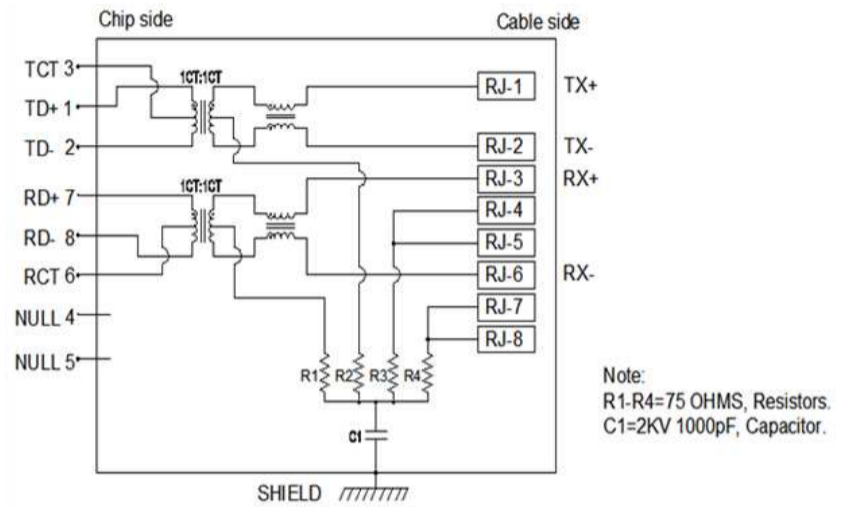 Chip side
Cable side
TCT 3
1CT:1CT
RJ-1
TX+
TD+ 1
TD- 2
RJ-2
TX-
1CT:1CT
RJ-3
RX+
RD+ 7
RJ-4
RD- 8
RJ-5
RCT 6
RJ-6
RX-
RJ-7
NULL 4
RJ-8
NULL 5
R1
R2
R3
R4
Note:
R1-R4=75 OHMS, Resistors.
C1=2KV 1000pF, Capacitor.
C1
SHIELD